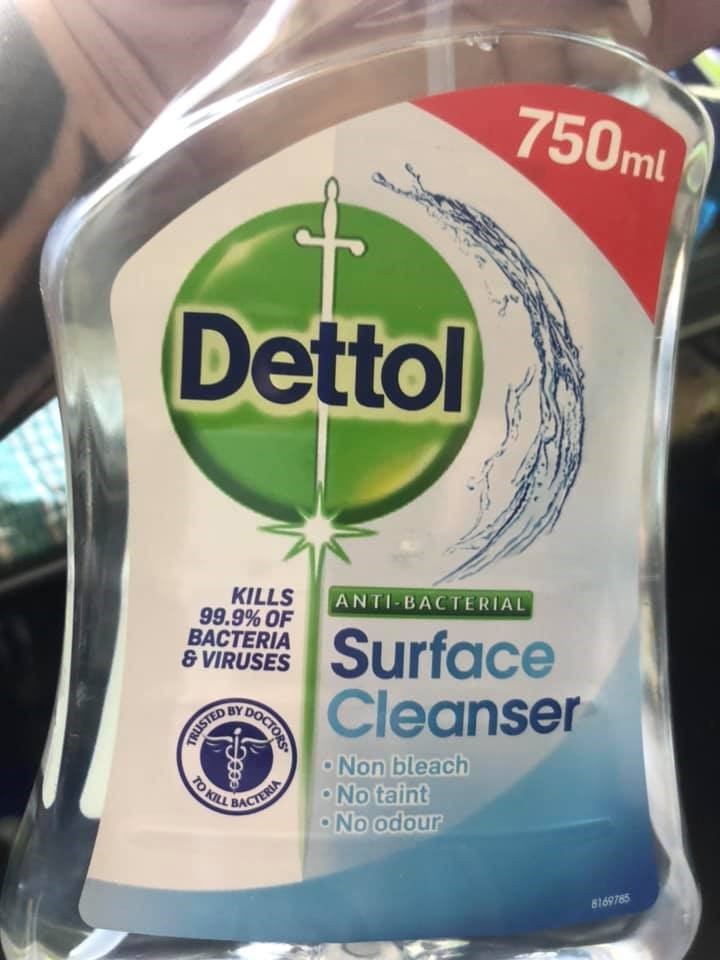 750ml
Dettol
KILLS
99.9% OF
BACTERIA
& VIRUSES
TRUSTED BY DOCTORS*
TO KILL BACTERIA
ANTI-BACTERIAL
Surface
Cleanser
• Non bleach
• No taint
• No odour
8169785